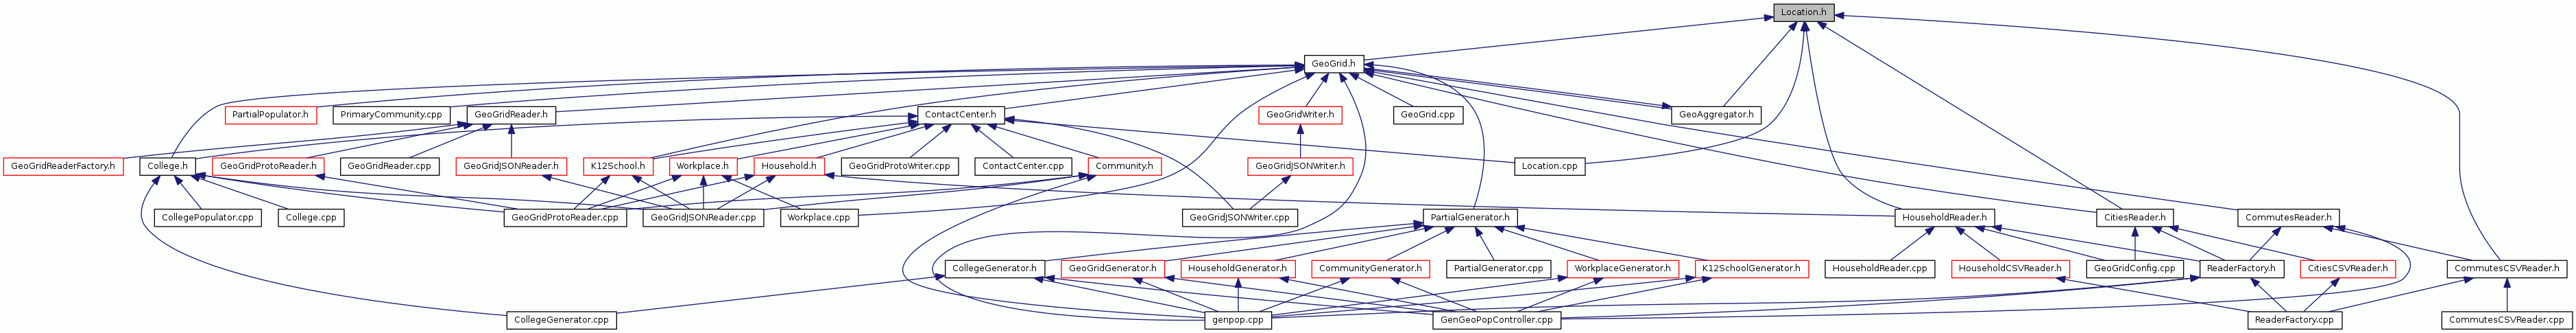 Location.h
GeoGrid.h
PartialPopulator.h
PrimaryCommunity.cpp
GeoGridReader.h
ContactCenter.h
GeoGridWriter.h
GeoGrid.cpp
GeoAggregator.h
GeoGridReaderFactory.h
College.h
GeoGridProtoReader.h
GeoGridReader.cpp
GeoGridJSONReader.h
K12School.h
Workplace.h
Household.h
GeoGridProtoWriter.cpp
ContactCenter.cpp
Community.h
GeoGridJSONWriter.h
Location.cpp
CollegePopulator.cpp
College.cpp
GeoGridProtoReader.cpp
GeoGridJSONReader.cpp
Workplace.cpp
GeoGridJSONWriter.cpp
PartialGenerator.h
HouseholdReader.h
CitiesReader.h
CommutesReader.h
CollegeGenerator.h
GeoGridGenerator.h
HouseholdGenerator.h
CommunityGenerator.h
PartialGenerator.cpp
WorkplaceGenerator.h
K12SchoolGenerator.h
HouseholdReader.cpp
HouseholdCSVReader.h
GeoGridConfig.cpp
ReaderFactory.h
CitiesCSVReader.h
CommutesCSVReader.h
CollegeGenerator.cpp
genpop.cpp
GenGeoPopController.cpp
ReaderFactory.cpp
CommutesCSVReader.cpp